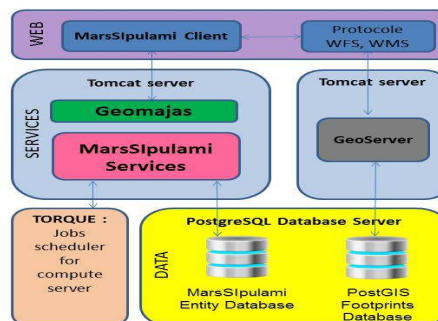 WEB
MarsSIpulami Client
Protocole
WFS, WMS
Tomcat server
Tomcat server
SERVICES
Geomajas
MarsSIpulami
Services
GeoServer
TORQUE :
Jobs
scheduler
for
compute
server
PostgreSQL Database Server
DATA
MarsSIpulami
Entity Database
PostGIS
Footprints
Database